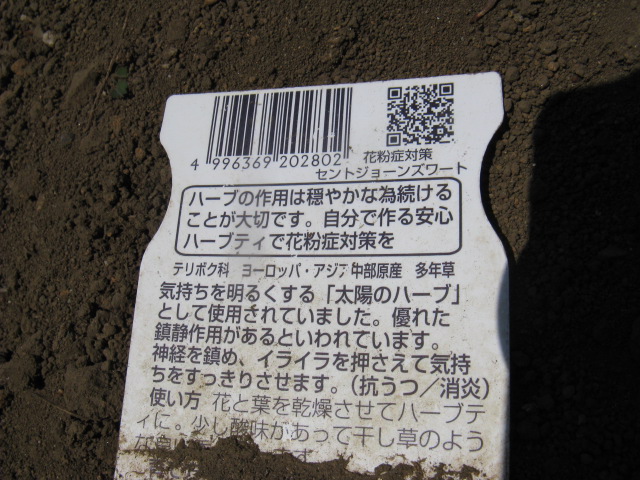 4 996369 202802
花粉症対策
セントジョーンズワート
ハーブの作用は穏やかな為続ける
ことが大切です。自分で作る安心
ハーブティで花粉症対策を
テリボク科 ヨーロッパ・アジア中部原産 多年草
気持ちを明るくする「太陽のハーブ」
として使用されていました。優れた
鎮静作用があるといわれています。
神経を鎮め、イライラを押さえて気持
ちをすっきりさせます。(抗うつ／消炎)
使い方 花と葉を乾燥させてハーブテ
ィに。少し酸味があって干し草のよう